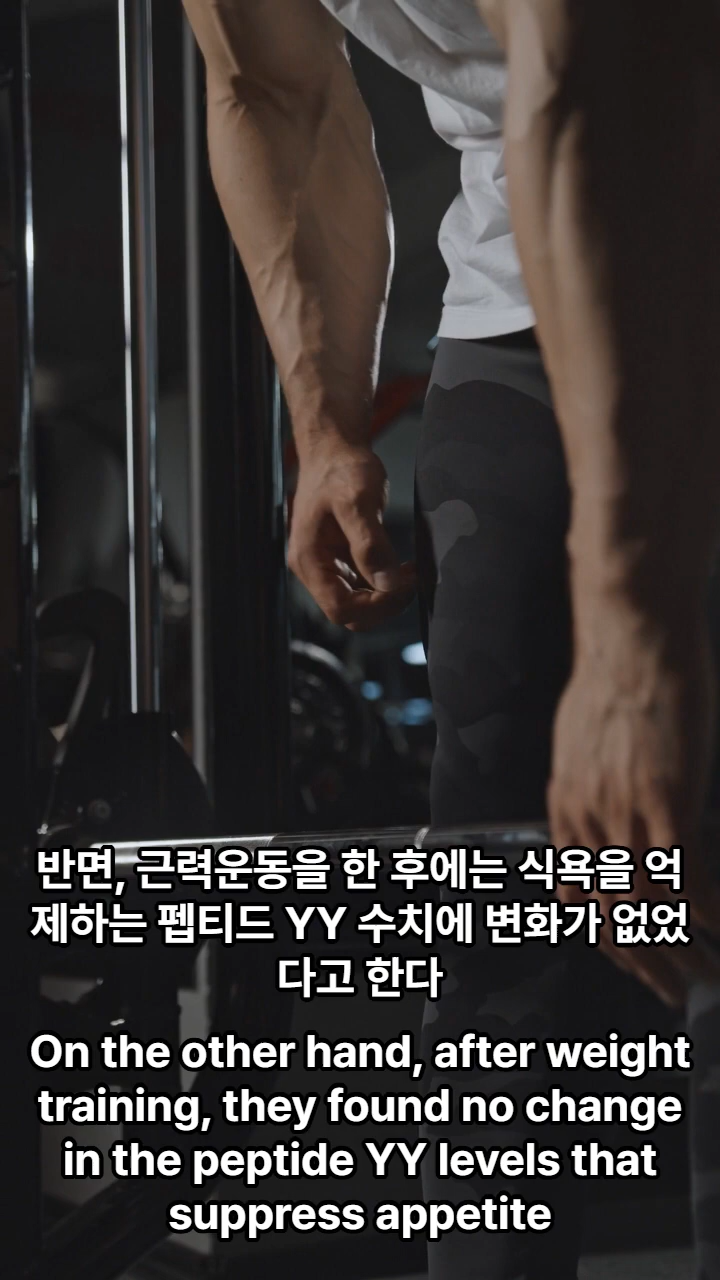 반면, 근력운동을 한 후에는 식욕을 억
제하는 펩티드 YY 수치에 변화가 없었
다고 한다
On the other hand, after weight
training, they found no change
in the peptide YY levels that
suppress appetite